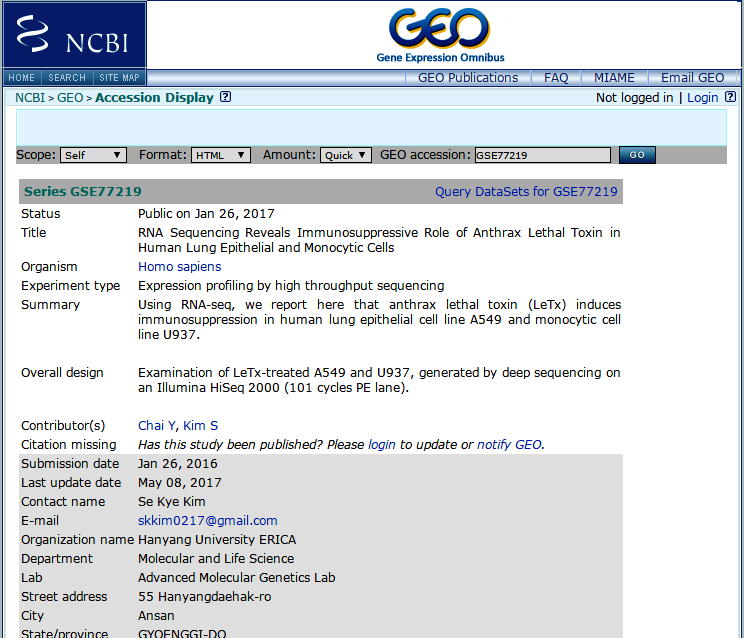 NCBI
GEO
Gene Expression Omnibus
HOME SEARCH SITE MAP
GEO Publications FAQ MIAME Email GEO
NCBI > GEO > Accession Display ?
Not logged in | Login ?
Scope: Self Format: HTML Amount: Quick GEO accession: GSE77219 GO
Series GSE77219 Query DataSets for GSE77219
Status Public on Jan 26, 2017
Title RNA Sequencing Reveals Immunosuppressive Role of Anthrax Lethal Toxin in
Human Lung Epithelial and Monocytic Cells
Organism Homo sapiens
Experiment type Expression profiling by high throughput sequencing
Summary Using RNA-seq, we report here that anthrax lethal toxin (LeTx) induces
immunosuppression in human lung epithelial cell line A549 and monocytic cell
line U937.
Overall design Examination of LeTx-treated A549 and U937, generated by deep sequencing on
an Illumina HiSeq 2000 (101 cycles PE lane).
Contributor(s) Chai Y, Kim S
Citation missing Has this study been published? Please login to update or notify GEO.
Submission date Jan 26, 2016
Last update date May 08, 2017
Contact name Se Kye Kim
E-mail skkim0217@gmail.com
Organization name Hanyang University ERICA
Department Molecular and Life Science
Lab Advanced Molecular Genetics Lab
Street address 55 Hanyangdaehak-ro
City Ansan
State/province GYOENGGI-DO